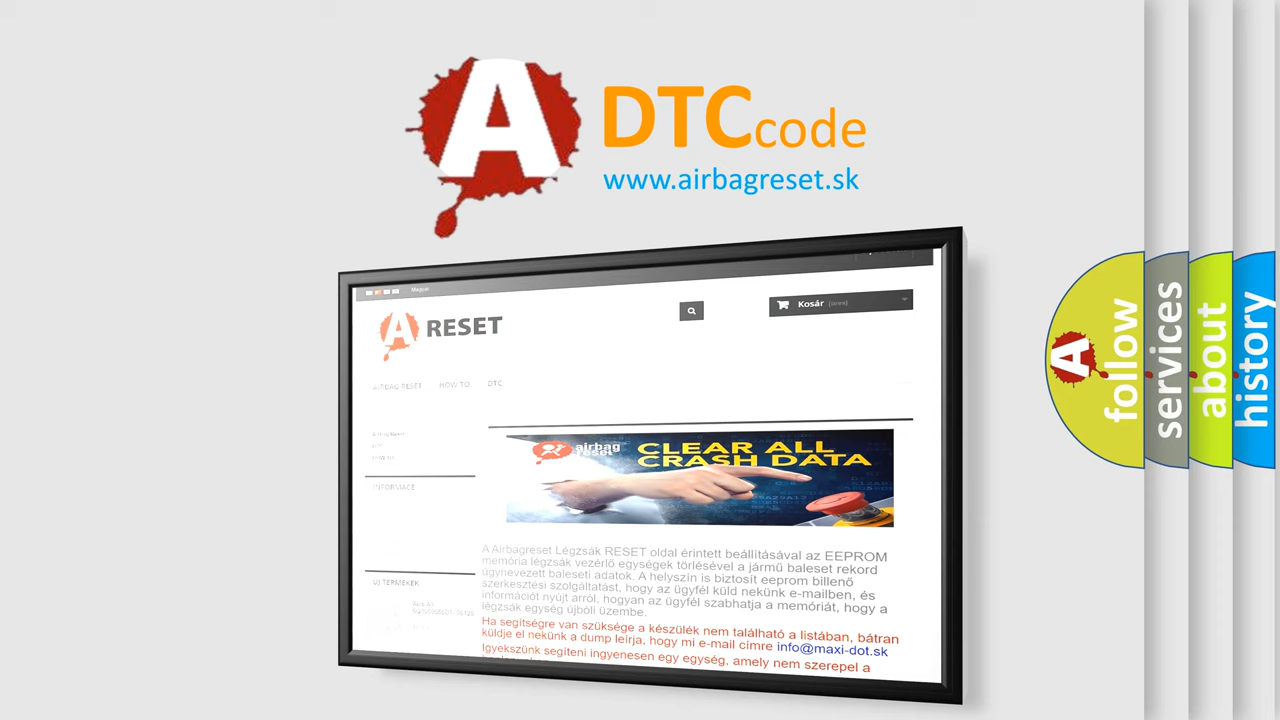 A
DTC code
www.airbagreset.sk
Magyar
A RESET
Kosár (üres)
AIRBAG RESET HOW TO DTC
INFORMACE
ÚJ TERMÉKEK
airbag
reset
CLEAR ALL
CRASH DATA
A Airbagreset Légzsák RESET oldal érintett beállításával az EEPROM
memória légzsák vezérlő egységek törlésével a jármű baleset rekord
úgynevezett baleseti adatok. A helyszín is biztosít eeprom billenő
szerkesztési szolgáltatást, hogy az ügyfél küld nekünk e-mailben, és
információt nyújt arról, hogyan az ügyfél szabhatja a memóriát, hogy a
légzsák egység újbóli üzembe.
Ha segítségre van szüksége a készülék nem található a listában, bátran
küldje el nekünk a dump leírja, hogy mi e-mail címre info@maxi-dot.sk
Igyekszünk segíteni ingyenesen egy egység, amely nem szerepel a
A
follow
services
about
history